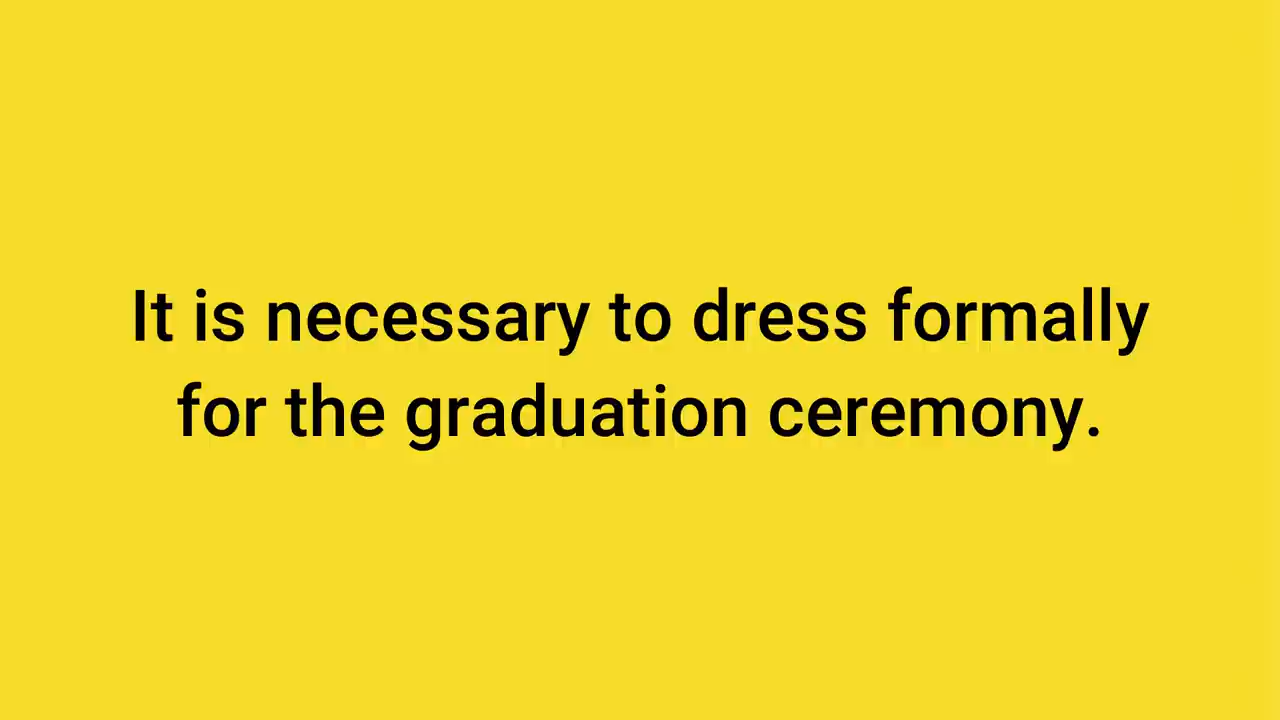 It is necessary to dress formally
for the graduation ceremony.